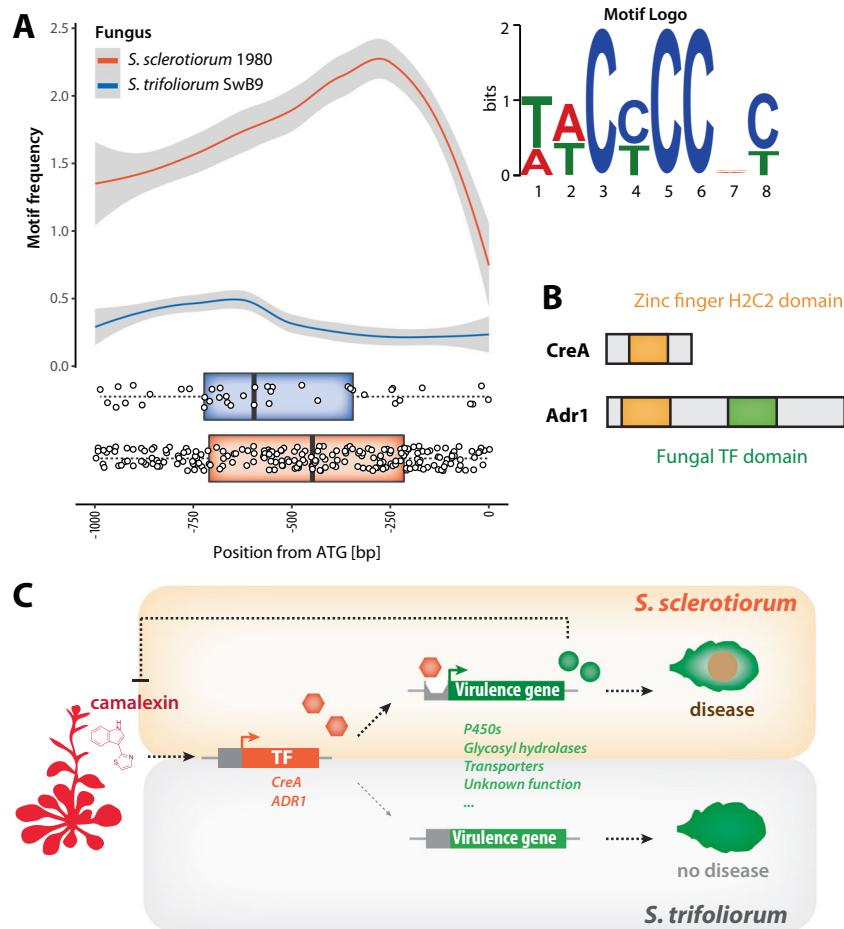 A
Fungus
S. sclerotiorum 1980
S. trifoliorum SwB9
Motif frequency
2.5
2.0
1.5
1.0
0.5
0.0
-1000
-750
-500
-250
0
Position from ATG [bp]
Motif Logo
bits
2
1
0
T
A
A
T
C
C
T
C
C
C
T
1 2 3 4 5 6 7 8
B
Zinc finger H2C2 domain
CreA
Adr1
Fungal TF domain
C
S. sclerotiorum
camalexin
H
N
S
N
TF
CreA
ADR1
Virulence gene
P450s
Glycosyl hydrolases
Transporters
Unknown function
...
disease
Virulence gene
no disease
S. trifoliorum